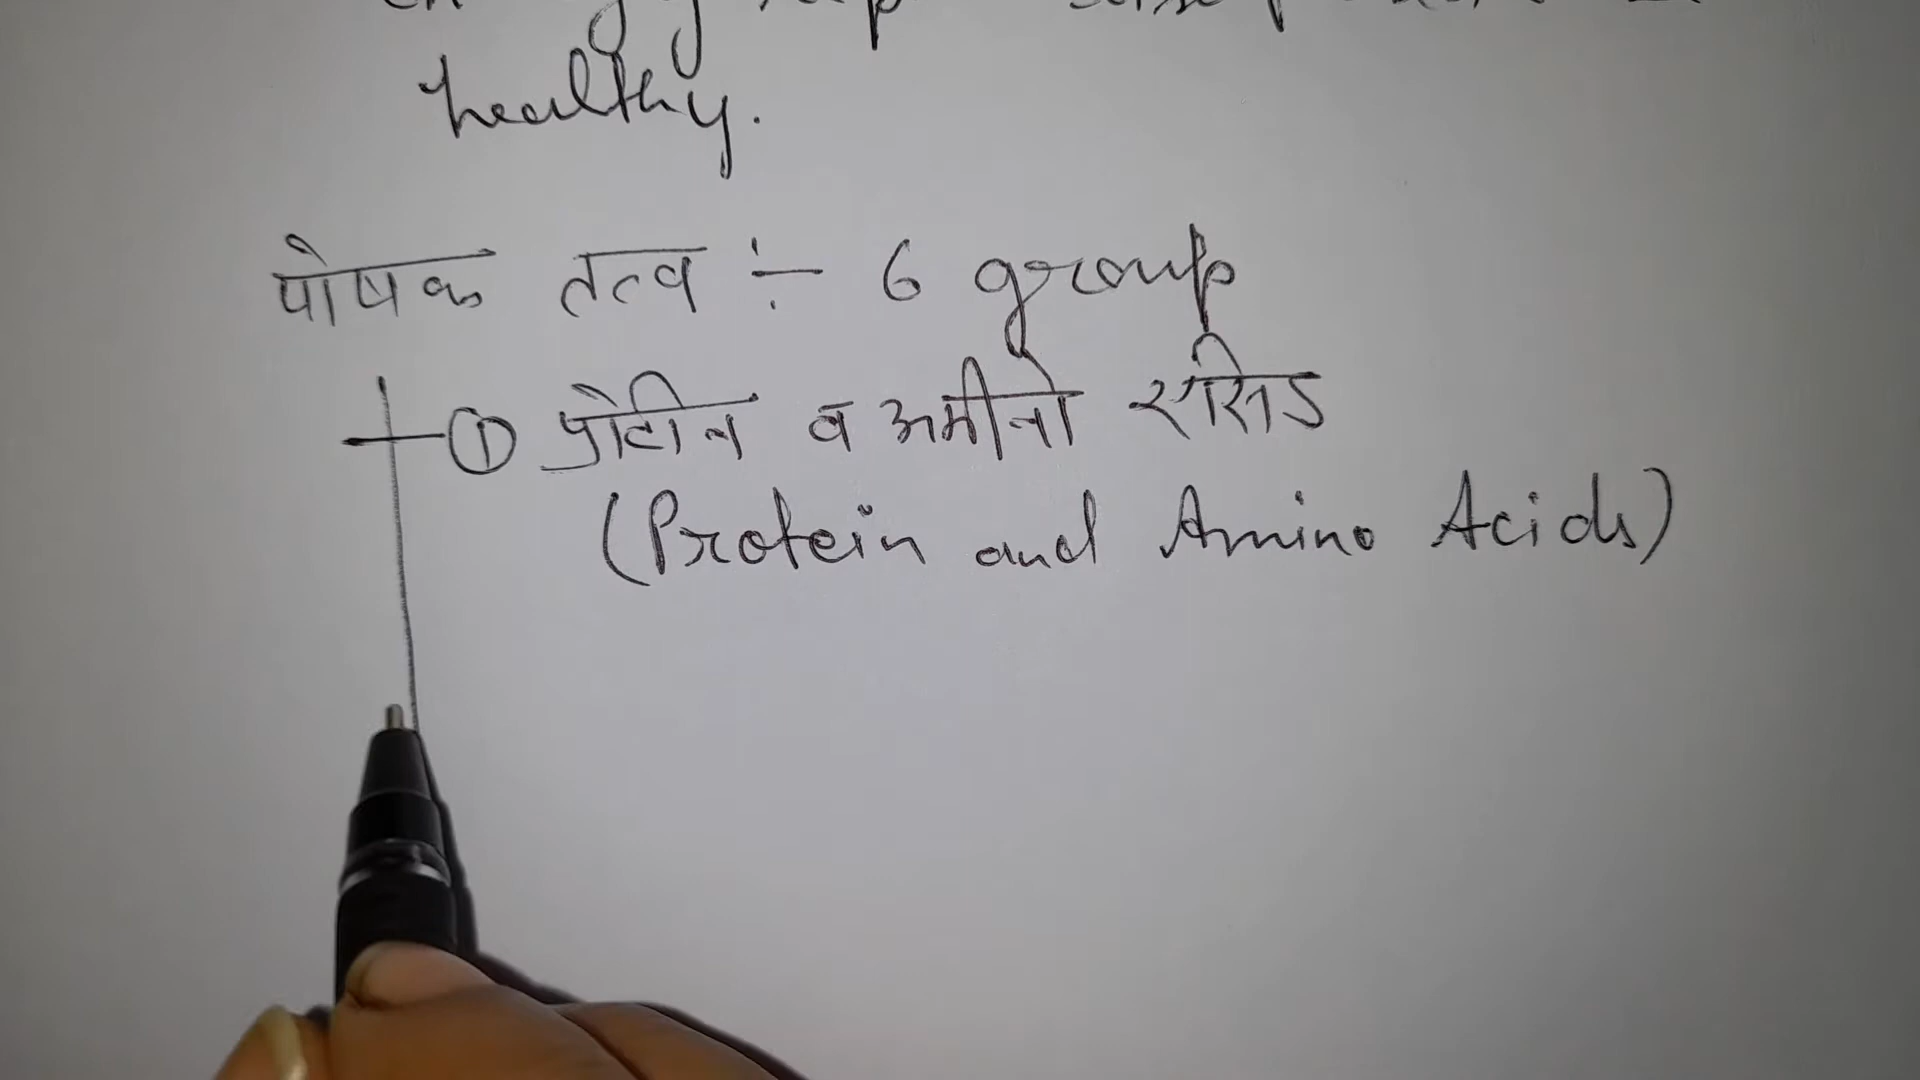 healthy.
पोषक तत्व ÷ 6 group
① प्रोटीन व अमीनो एसिड
(Protein and Amino Acids)